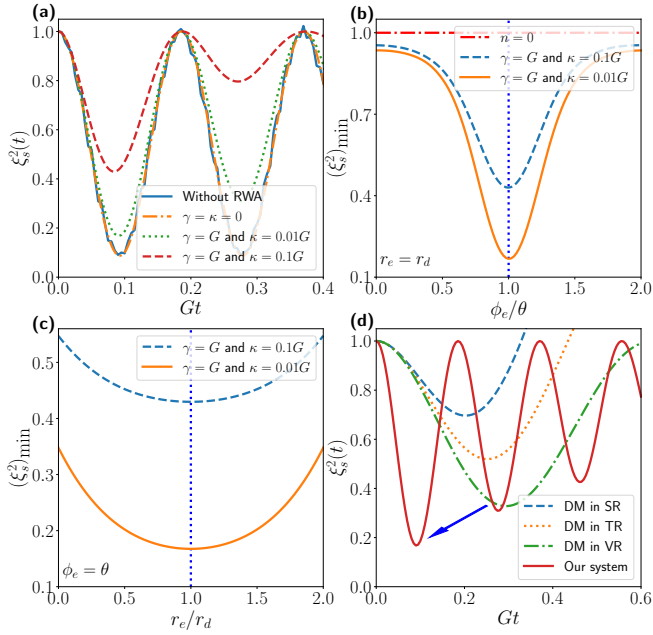 (a)
ξ_s^2(t)
1.0
0.8
0.6
0.4
0.2
0.0
Without RWA
γ = κ = 0
γ = G and κ = 0.01G
γ = G and κ = 0.1G
0.0 0.1 0.2 0.3 0.4
Gt
(b)
(ξ_s^2)min
1.0
0.7
0.4
0.1
n = 0
γ = G and κ = 0.1G
γ = G and κ = 0.01G
r_e = r_d
0.0 0.5 1.0 1.5 2.0
ϕ_e/θ
(c)
(ξ_s^2)min
0.5
0.4
0.3
0.2
0.1
γ = G and κ = 0.1G
γ = G and κ = 0.01G
ϕ_e = θ
0.0 0.5 1.0 1.5 2.0
r_e/r_d
(d)
ξ_s^2(t)
1.0
0.8
0.6
0.4
0.2
0.0
DM in SR
DM in TR
DM in VR
Our system
0.0 0.2 0.4 0.6
Gt